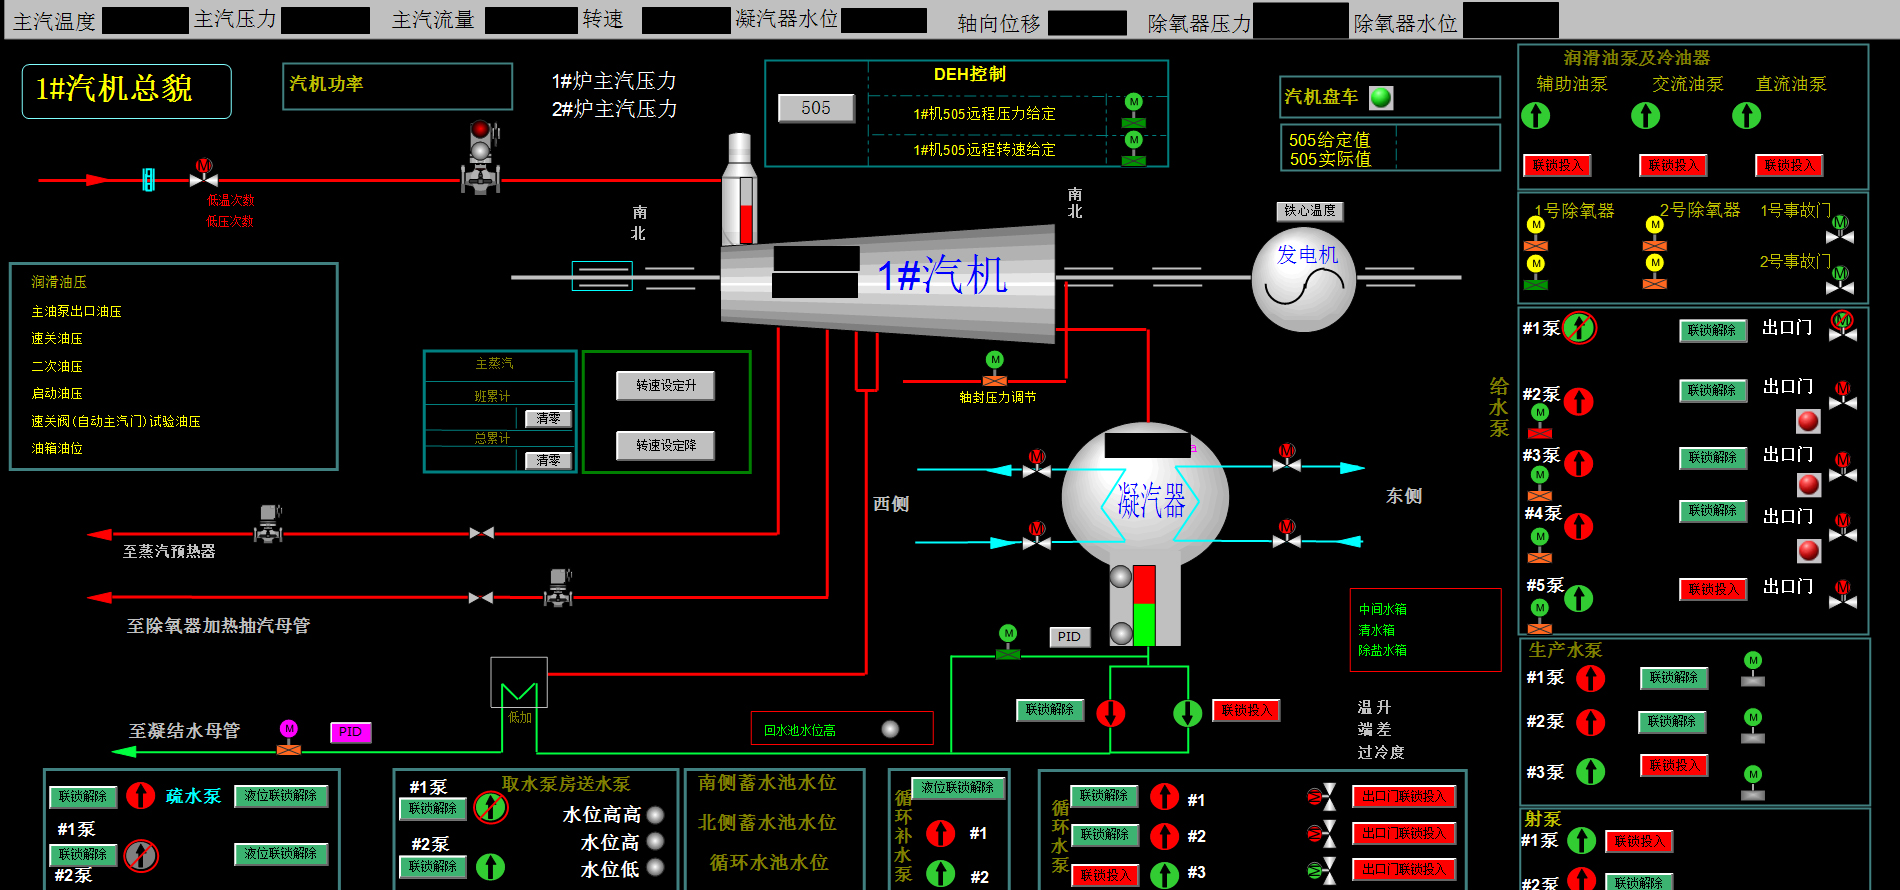 主汽温度 主汽压力 主汽流量 转速 凝汽器水位 轴向位移 除氧器压力 除氧器水位
1#汽机总貌
汽机功率
1#炉主汽压力
2#炉主汽压力
DEH控制
505
1#机505远程压力给定
1#机505远程转速给定
汽机盘车
505给定值
505实际值
润滑油泵及冷油器
辅助油泵 交流油泵 直流油泵
联锁投入 联锁投入 联锁投入
M
低温次数
低压次数
南
北
南
北
铁心温度
发电机
1#汽机
1号除氧器 2号除氧器 1号事故门
2号事故门
润滑油压
主油泵出口油压
速关油压
二次油压
启动油压
速关阀(自动主汽门)试验油压
油箱油位
主蒸汽
班累计
清零
总累计
清零
转速设定升
转速设定降
M
轴封压力调节
给水泵
#1泵 联锁解除 出口门
#2泵 联锁解除 出口门
#3泵 联锁解除 出口门
#4泵 联锁解除 出口门
#5泵 联锁投入 出口门
西侧
凝汽器
东侧
至蒸汽预热器
至除氧器加热抽汽母管
M
PID
中间水箱
清水箱
除盐水箱
低加
至凝结水母管
M
PID
回水池水位高
联锁解除 联锁投入
温升
端差
过冷度
生产水泵
#1泵 联锁解除 M
#2泵 联锁解除 M
#3泵 联锁投入 M
联锁解除 疏水泵 液位联锁解除
#1泵
联锁解除 液位联锁解除
#2泵
取水泵房送水泵
#1泵
联锁解除
#2泵
联锁解除
水位高高
水位高
水位低
南侧蓄水池水位
北侧蓄水池水位
循环水池水位
循环补水泵
液位联锁解除
#1
#2
循环水泵
联锁解除 #1 出口门联锁投入
联锁解除 #2 出口门联锁投入
联锁投入 #3 出口门联锁投入
射泵
#1泵 联锁投入
#2泵 联锁解除